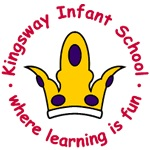 · Kingsway Infant School ·
where learning is fun